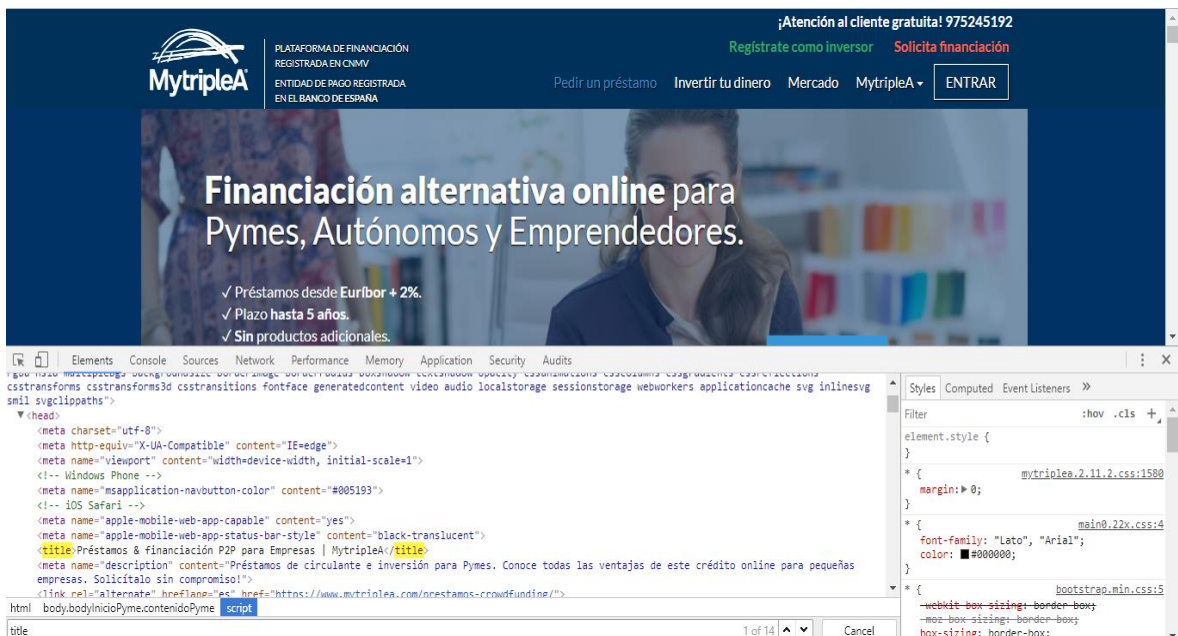 ¡Atención al cliente gratuita! 975245192
Regístrate como inversor Solicita financiación
MytripleA
PLATAFORMA DE FINANCIACIÓN
REGISTRADA EN CNMV
ENTIDAD DE PAGO REGISTRADA
EN EL BANCO DE ESPAÑA
Pedir un préstamo Invertir tu dinero Mercado MytripleA ENTRAR
Financiación alternativa online para
Pymes, Autónomos y Emprendedores.
√ Préstamos desde Euríbor + 2%.
√ Plazo hasta 5 años.
√ Sin productos adicionales.
Elements Console Sources Network Performance Memory Application Security Audits
csstransforms csstransforms3d csstransitions fontface generatedcontent video audio localstorage sessionstorage webworkers applicationcache svg inlinesvg
smil svgclippaths">
<head>
<meta charset="utf-8">
<meta http-equiv="X-UA-Compatible" content="IE=edge">
<meta name="viewport" content="width=device-width, initial-scale=1">
<!-- Windows Phone -->
<meta name="msapplication-navbutton-color" content="#005193">
<!-- iOS Safari -->
<meta name="apple-mobile-web-app-capable" content="yes">
<meta name="apple-mobile-web-app-status-bar-style" content="black-translucent">
<title>Préstamos & financiación P2P para Empresas | MytripleA</title>
<meta name="description" content="Préstamos de circulante e inversión para Pymes. Conoce todas las ventajas de este crédito online para pequeñas
empresas. Solicítalo sin compromiso!">
<link rel="alternate" hreflang="es" href="https://www.mytriplea.com/prestamos-crowdfunding/">
html body.bodyInicioPyme.contenidoPyme script
title 1 of 14 Cancel
Styles Computed Event Listeners »
Filter :hov .cls +
element.style {
}
* { mytriplea.2.11.2.css:1580
margin: 0;
}
* { main0.22x.css:4
font-family: "Lato", "Arial";
color: #000000;
}
* { bootstrap.min.css:5
-webkit-box-sizing: border-box;
-moz-box-sizing: border-box;
box-sizing: border-box;